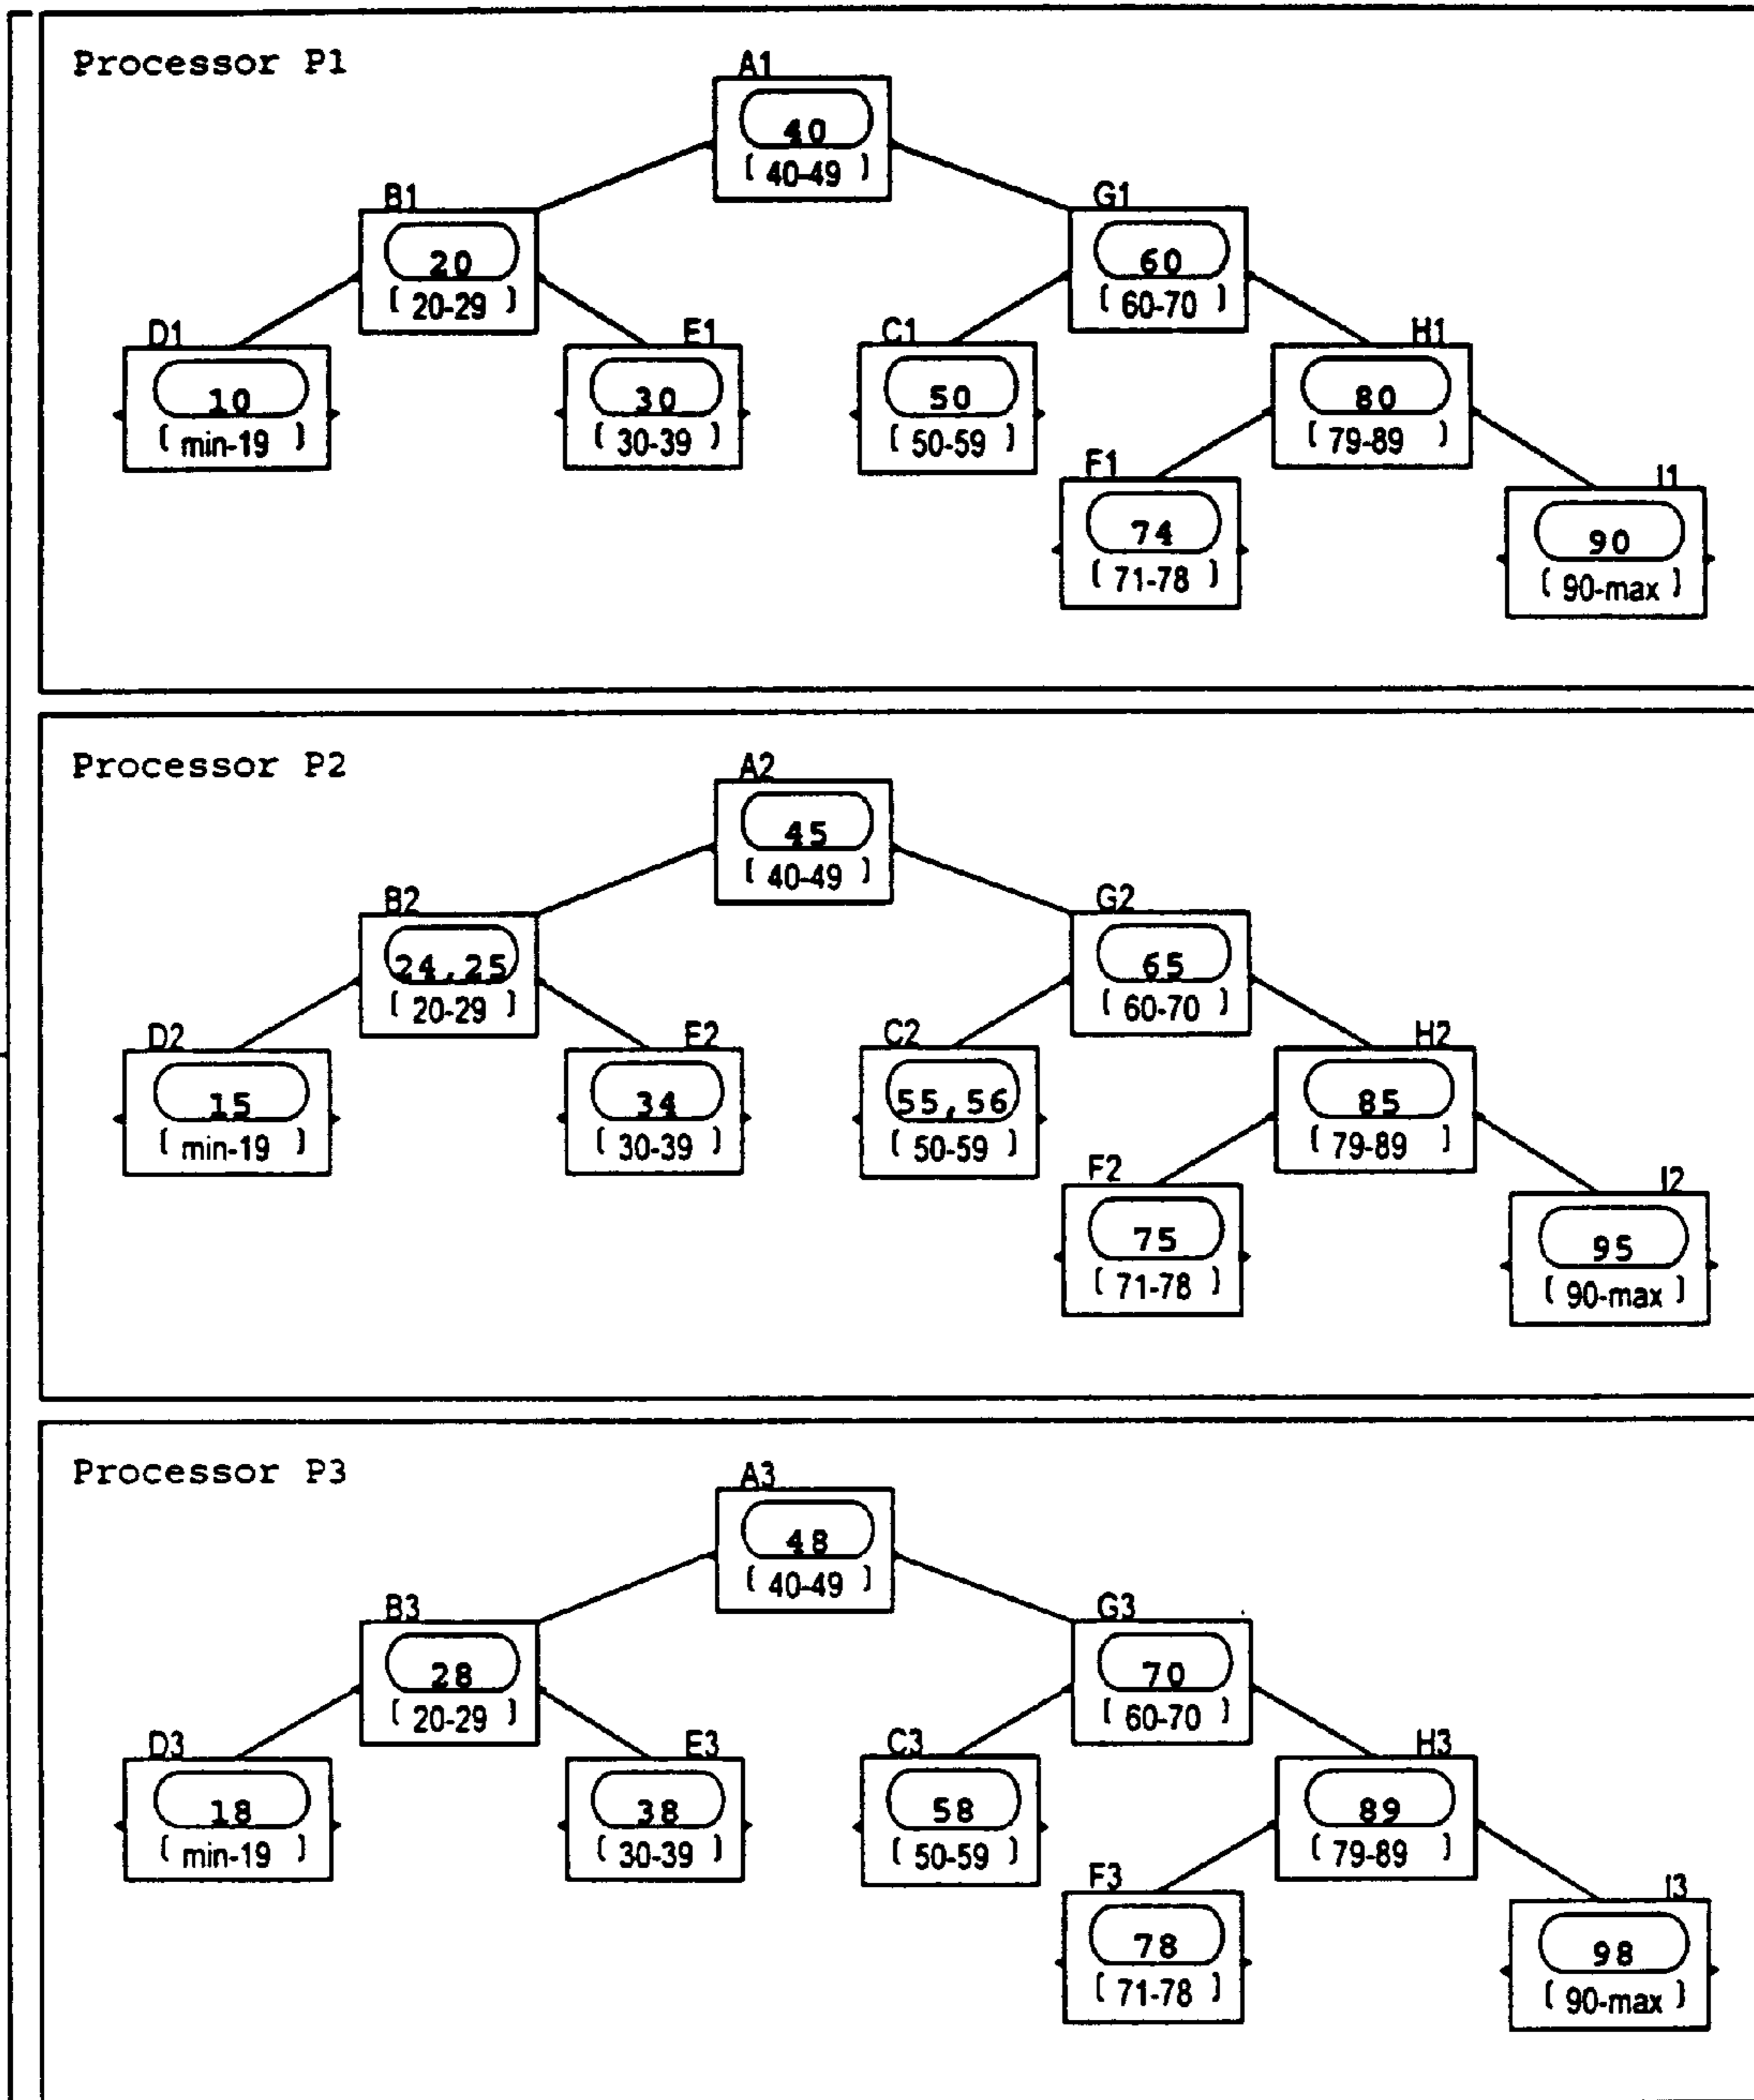 Processor P1
A1
40
[ 40-49 ]
B1
G1
20
[ 20-29 ]
60
[ 60-70 ]
D1
E1
C1
H1
10
[ min-19 ]
30
[ 30-39 ]
50
[ 50-59 ]
80
[ 79-89 ]
F1
I1
74
[ 71-78 ]
90
[ 90-max ]
Processor P2
A2
45
[ 40-49 ]
B2
G2
24,25
[ 20-29 ]
65
[ 60-70 ]
D2
E2
C2
H2
15
[ min-19 ]
34
[ 30-39 ]
55,56
[ 50-59 ]
85
[ 79-89 ]
F2
I2
75
[ 71-78 ]
95
[ 90-max ]
Processor P3
A3
48
[ 40-49 ]
B3
G3
28
[ 20-29 ]
70
[ 60-70 ]
D3
E3
C3
H3
18
[ min-19 ]
38
[ 30-39 ]
58
[ 50-59 ]
89
[ 79-89 ]
F3
I3
78
[ 71-78 ]
98
[ 90-max ]